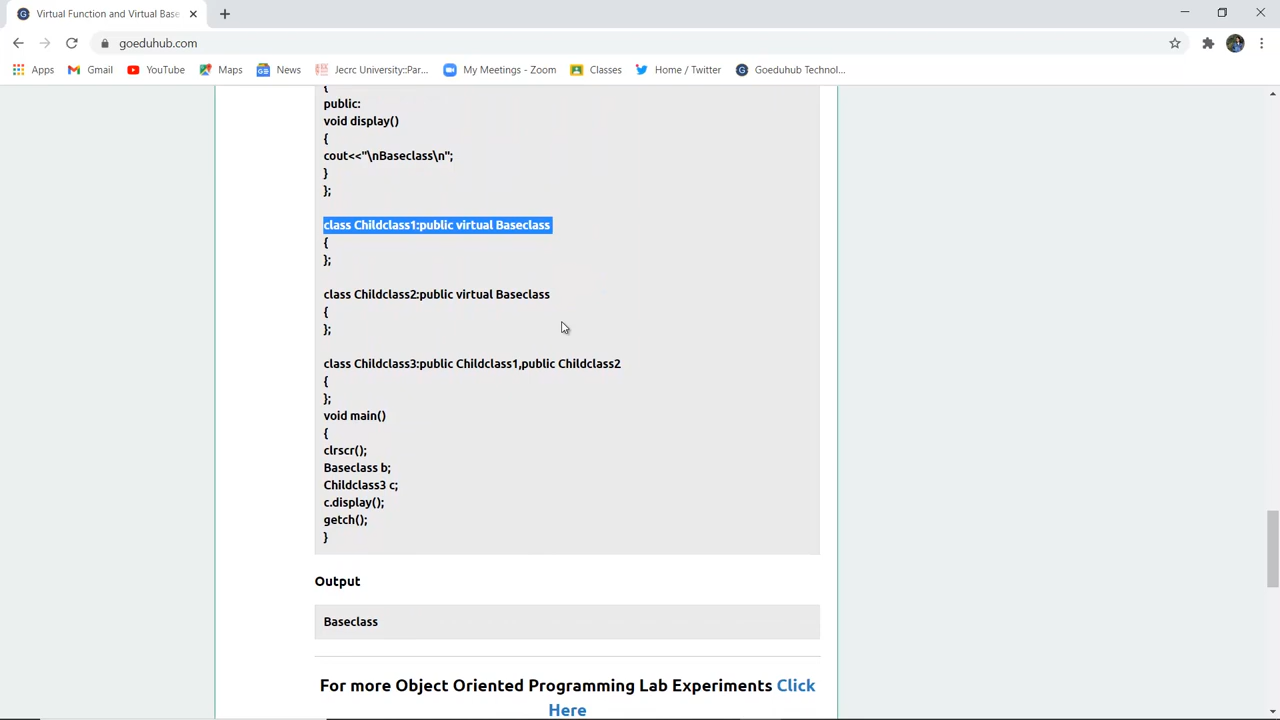 Virtual Function and Virtual Base
goeduhub.com
Apps Gmail YouTube Maps News Jecrc University::Par... My Meetings - Zoom Classes Home / Twitter Goeduhub Technol...
{
public:
void display()
{
cout<<"\nBaseclass\n";
}
};
class Childclass1:public virtual Baseclass
{
};
class Childclass2:public virtual Baseclass
{
};
class Childclass3:public Childclass1,public Childclass2
{
};
void main()
{
clrscr();
Baseclass b;
Childclass3 c;
c.display();
getch();
}
Output
Baseclass
For more Object Oriented Programming Lab Experiments Click
Here